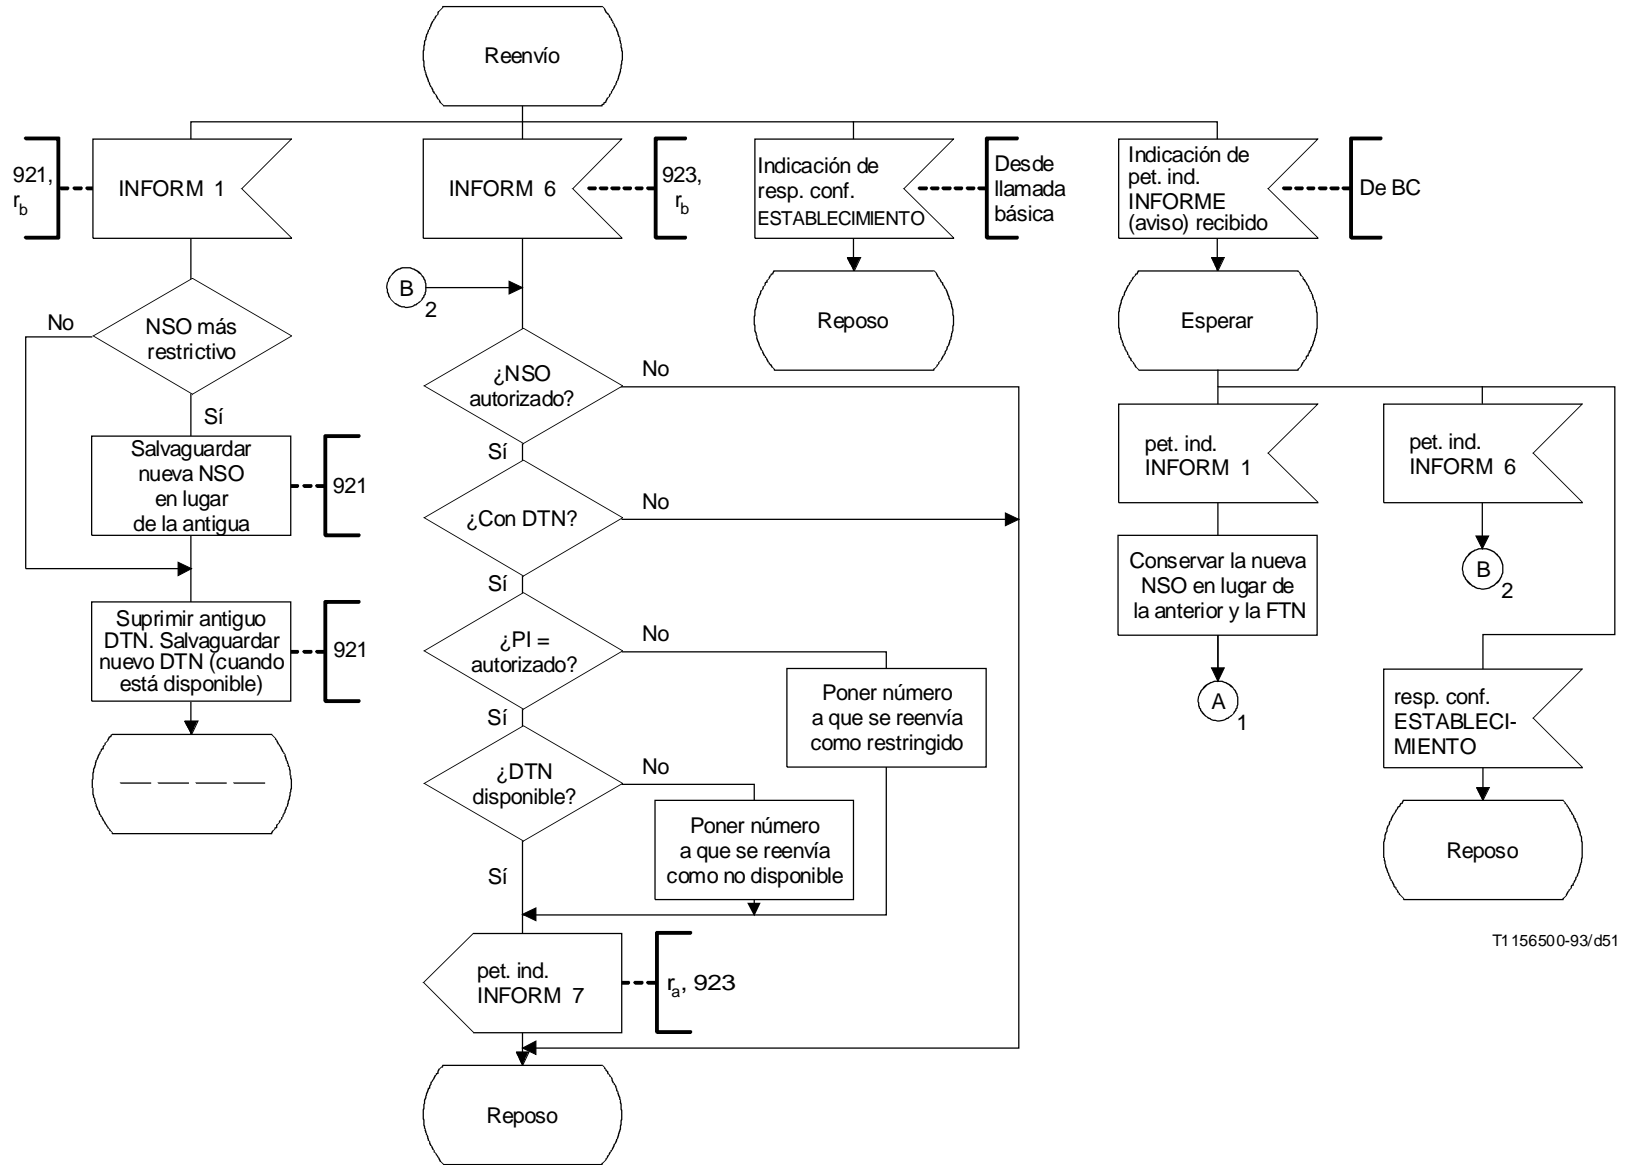 Reenvío
921,
rb
INFORM 1
INFORM 6
923,
rb
Indicación de
resp. conf.
ESTABLECIMIENTO
Desde
llamada
básica
Indicación de
pet. ind.
INFORME
(aviso) recibido
De BC
B
2
No
NSO más
restrictivo
Sí
Reposo
Esperar
¿NSO
autorizado?
No
Sí
Salvaguardar
nueva NSO
en lugar
de la antigua
921
pet. ind.
INFORM 1
pet. ind.
INFORM 6
¿Con DTN?
No
Sí
Conservar la nueva
NSO en lugar de
la anterior y la FTN
B
2
Suprimir antiguo
DTN. Salvaguardar
nuevo DTN (cuando
está disponible)
921
¿PI =
autorizado?
No
Sí
Poner número
a que se reenvía
como restringido
A
1
resp. conf.
ESTABLECI-
MIENTO
¿DTN
disponible?
No
Sí
Poner número
a que se reenvía
como no disponible
Reposo
T1156500-93/d51
pet. ind.
INFORM 7
ra, 923
Reposo